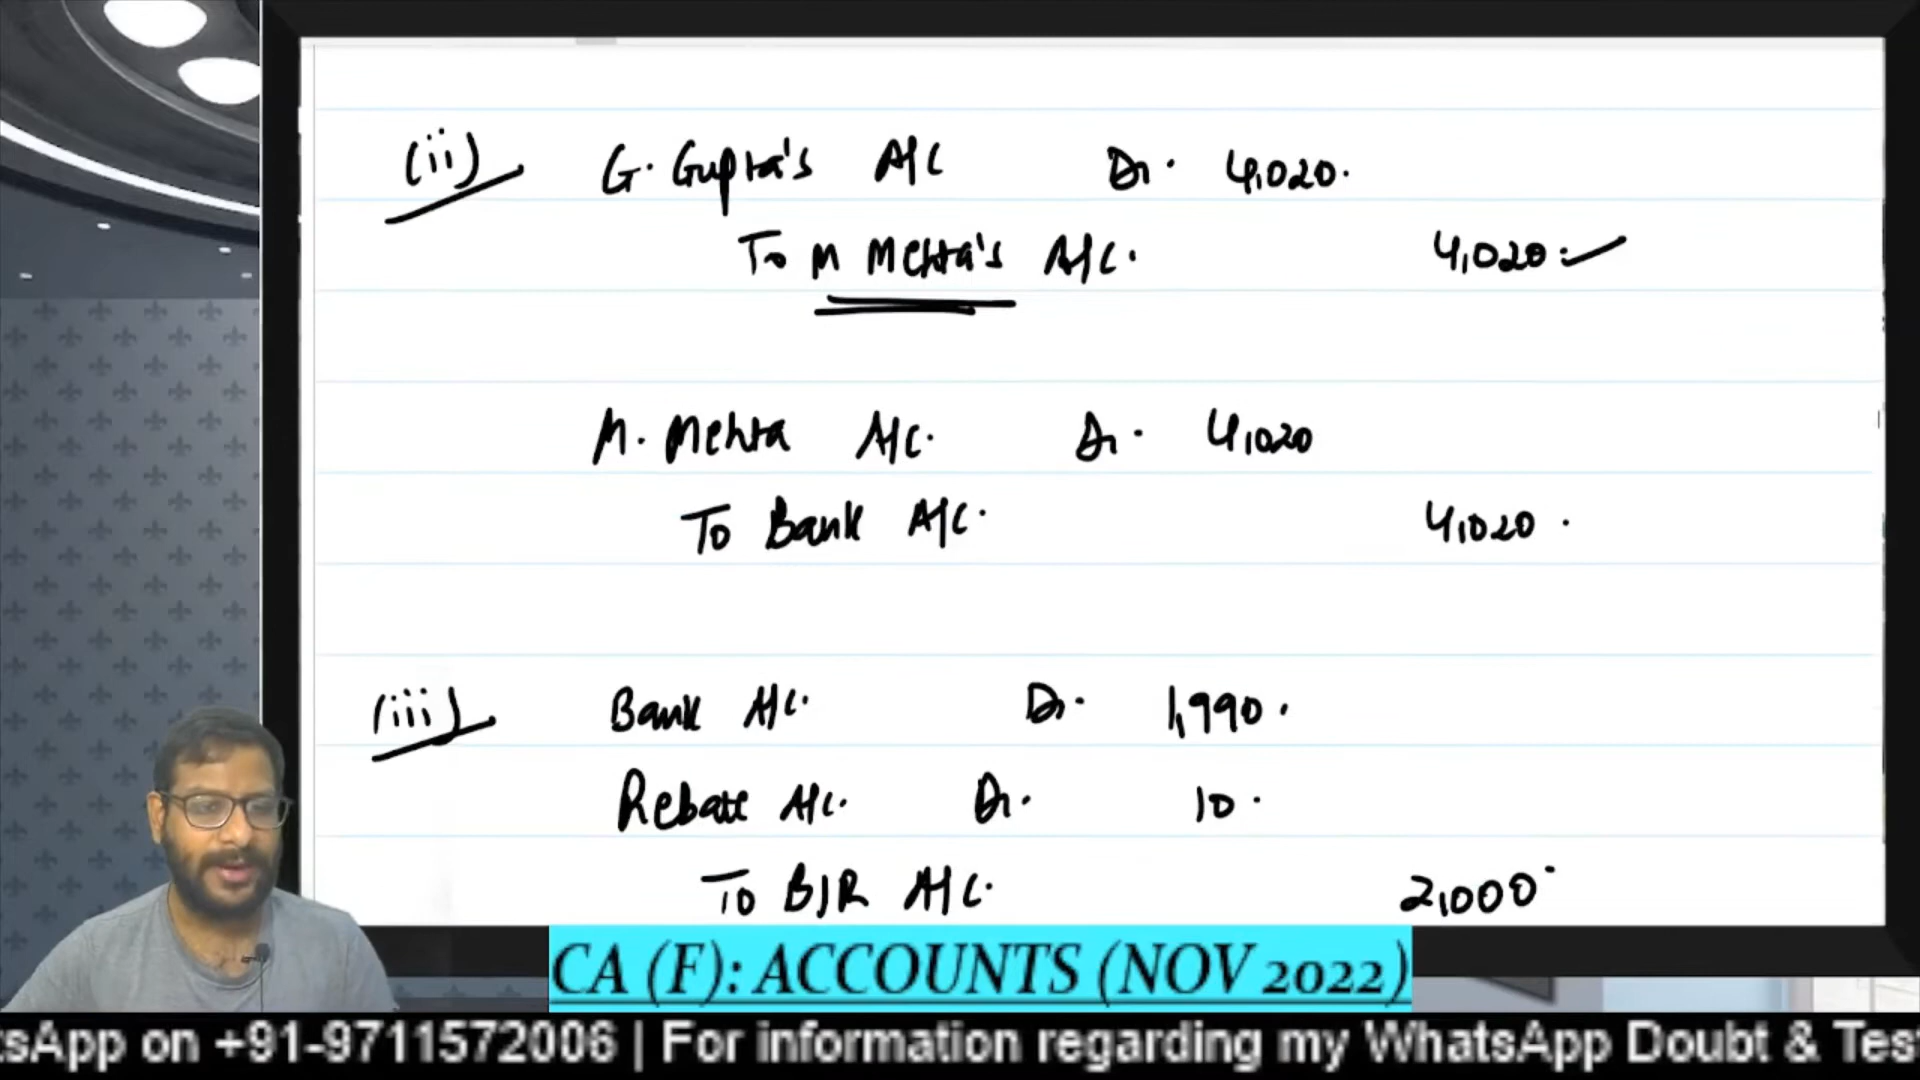 (ii) G. Gupta's A/C Dr. 4,020.
To M Mehta's A/C. 4,020.
M. Mehta A/C. Dr. 4,020
To Bank A/C. 4,020.
(iii) Bank A/C. Dr. 1,990.
Rebate A/C. Dr. 10.
To B/R A/C. 2,000
CA (F): ACCOUNTS (NOV 2022)
tsApp on +91-9711572006 | For information regarding my WhatsApp Doubt & Test